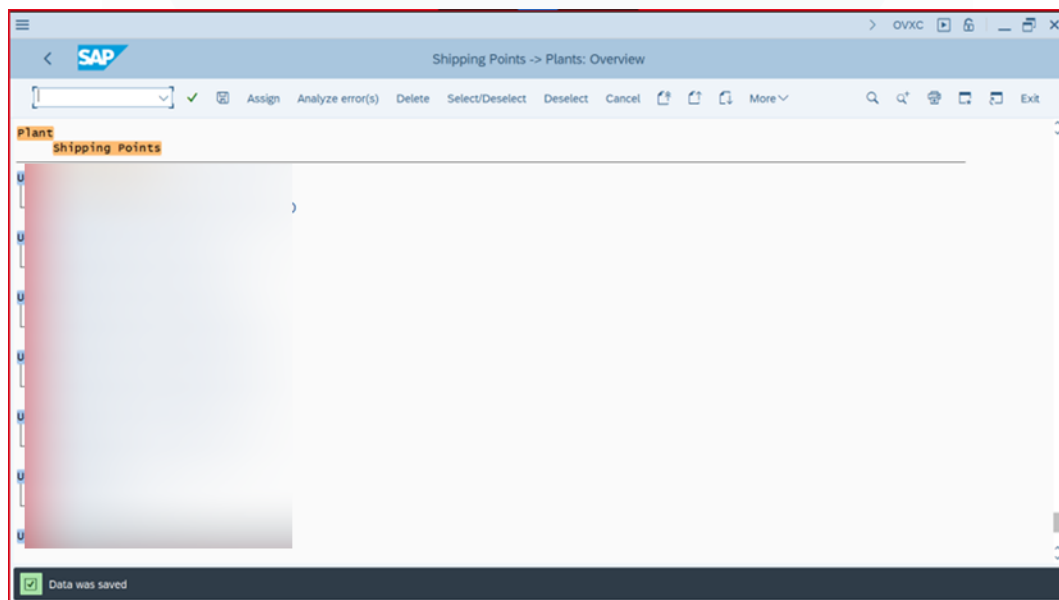 OVXC
SAP
Shipping Points -> Plants: Overview
Assign Analyze error(s) Delete Select/Deselect Deselect Cancel More Exit
Plant
Shipping Points
U
U
U
U
U
U
U
Data was saved